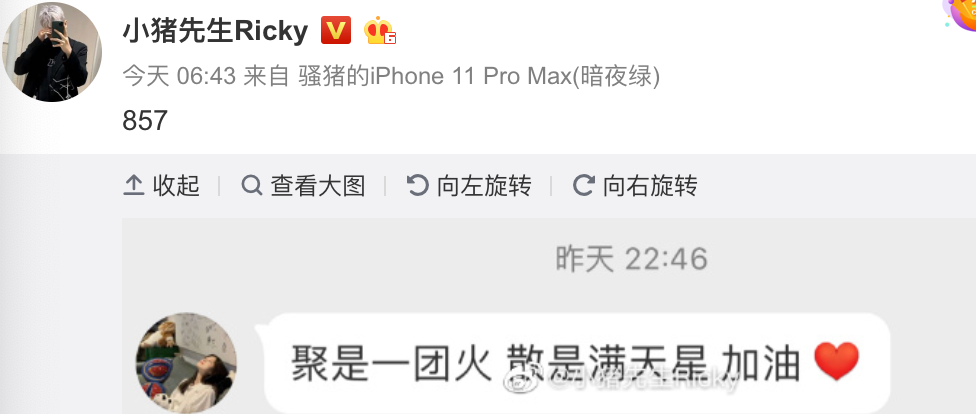 小猪先生Ricky
今天 06:43 来自 骚猪的iPhone 11 Pro Max(暗夜绿)
857
收起 查看大图 向左旋转 向右旋转
昨天 22:46
聚是一团火 散是满天星 加油 ❤️
@小猪先生Ricky